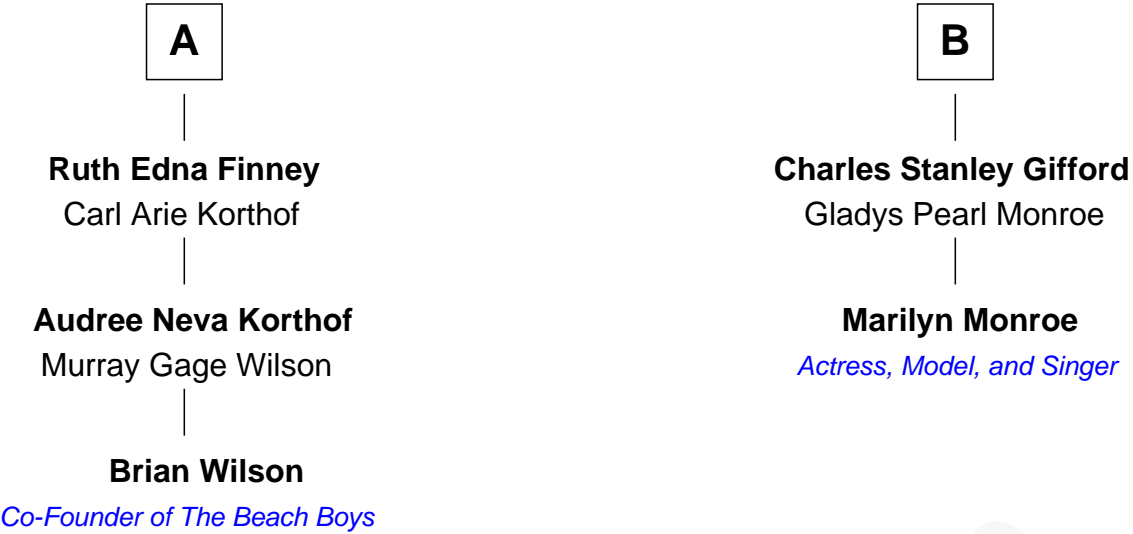 A
Ruth Edna Finney
Carl Arie Korthof
Audree Neva Korthof
Murray Gage Wilson
Brian Wilson
Co-Founder of The Beach Boys
B
Charles Stanley Gifford
Gladys Pearl Monroe
Marilyn Monroe
Actress, Model, and Singer